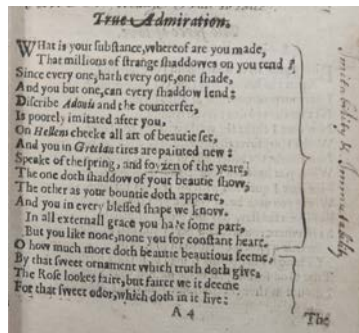 True Admiration.
WHat is your ſubſtance, whereof are you made,
That millions of ſtrange ſhaddowes on you tend?
Since every one, hath every one, one ſhade,
And you but one, can every ſhaddow lend:
Diſcribe Adonis and the counterfet,
Is poorely imitated after you,
On Hellens cheeke all art of beautie ſet,
And you in Grecian tires are painted new:
Speake of the ſpring, and foyzen of the yeare,
The one doth ſhaddow of your beautie ſhow,
The other as your bountie doth appeare,
And you in every bleſſed ſhape we know.
In all externall grace you have ſome part,
But you like none, none you for conſtant heart.
O how much more doth beautie beautious ſeeme,
By that ſweet ornament which truth doth give,
The Roſe lookes faire, but fairer we it deeme
For that ſweet odor, which doth in it live:
A 4
The
Imitability & Immutability